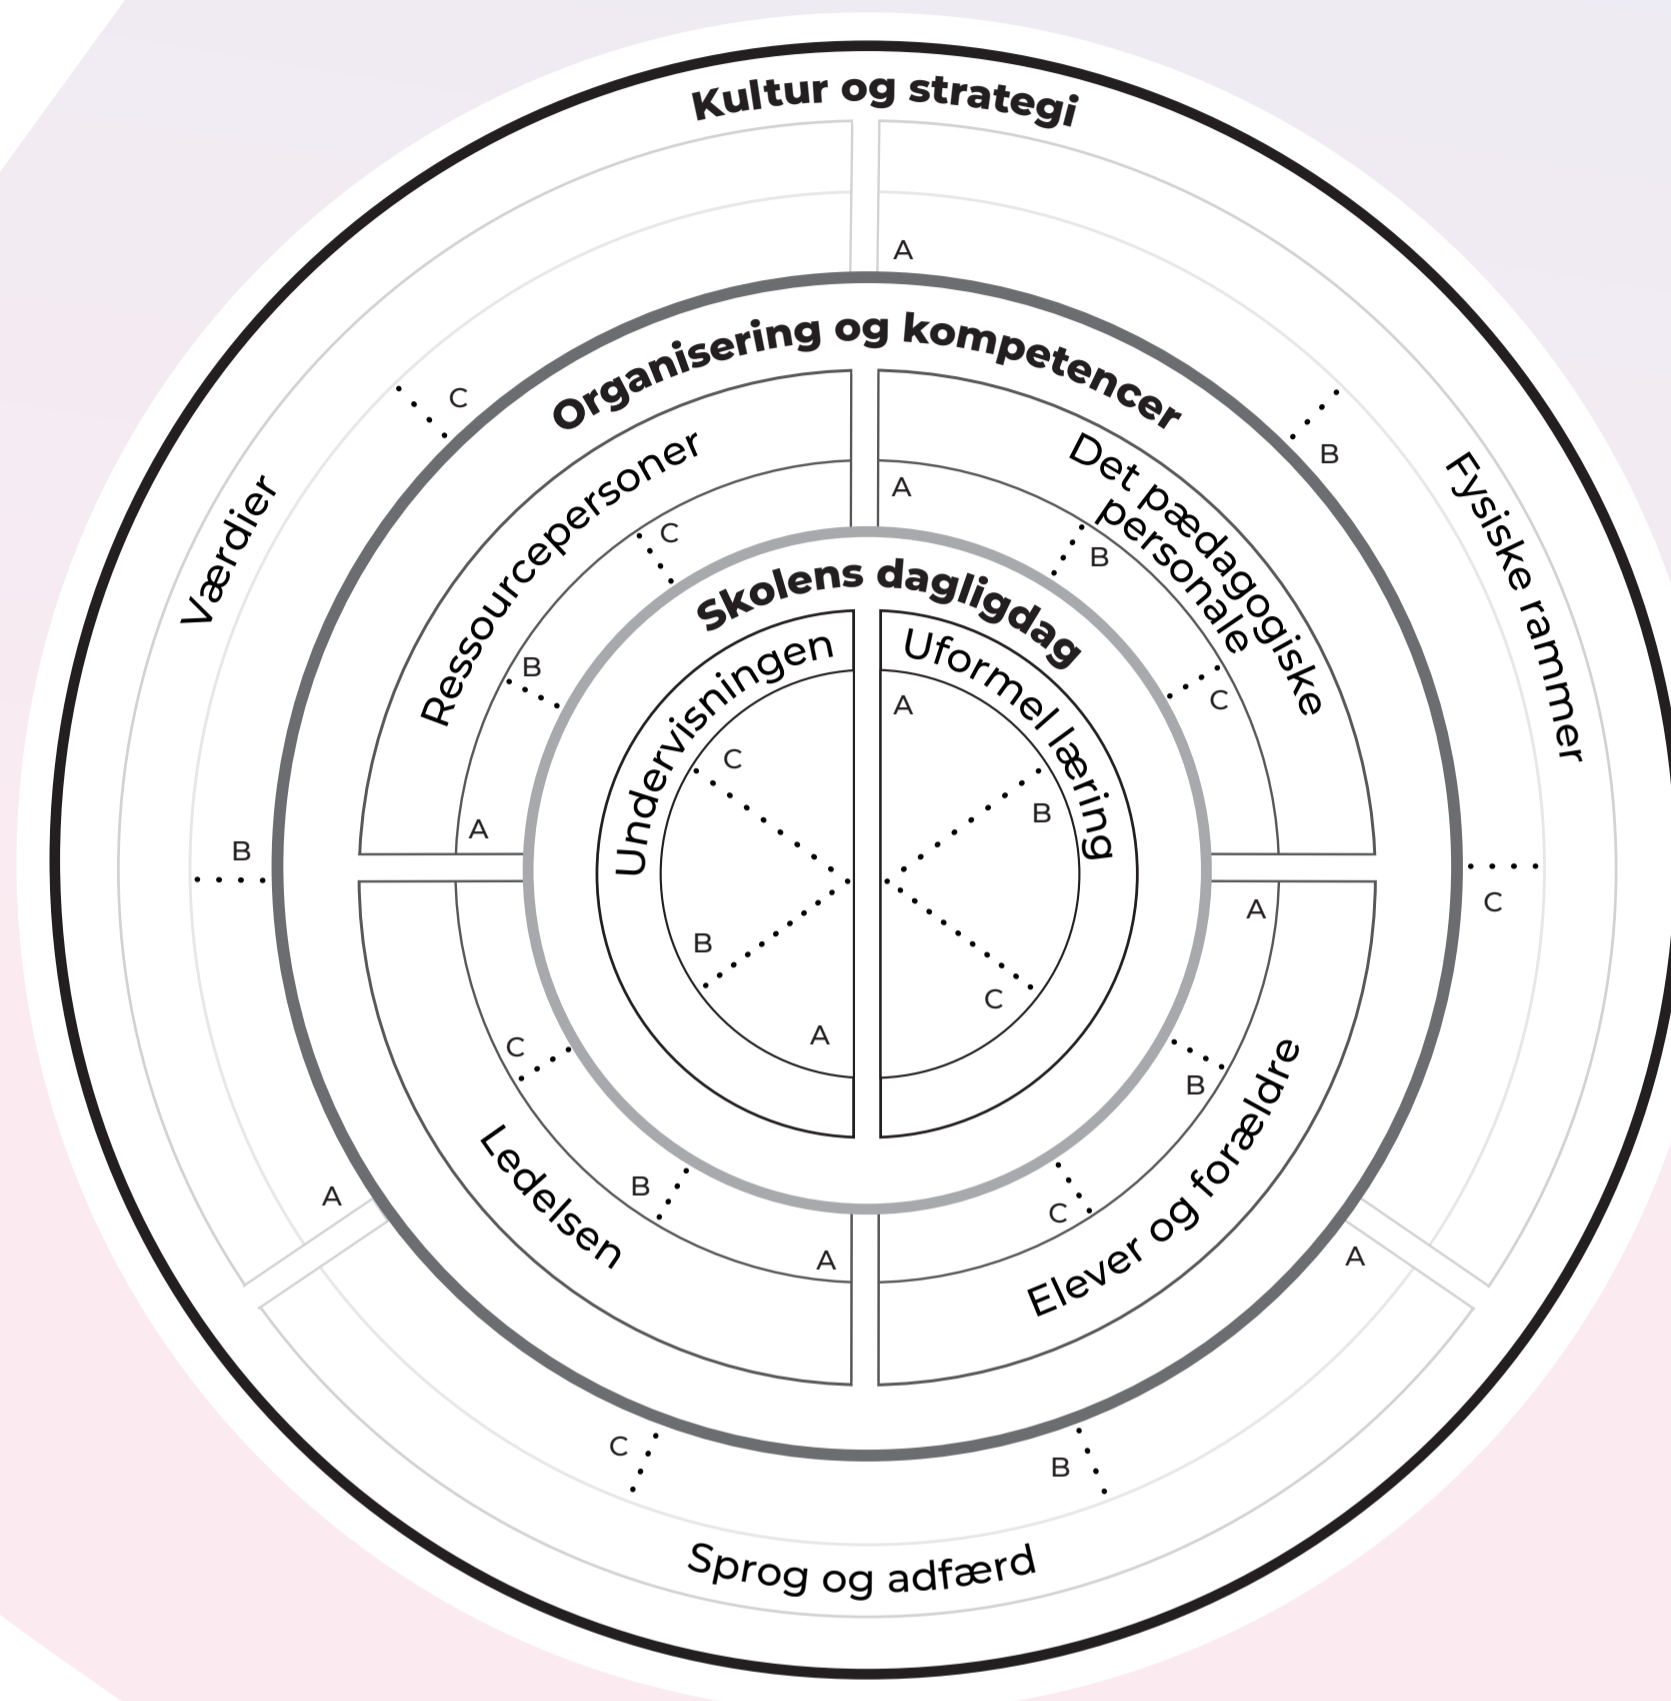 Kultur og strategi
A
B
C
Fysiske rammer
A
B
C
Sprog og adfærd
A
B
C
Værdier
Organisering og kompetencer
A
B
C
Det pædagogiske
personale
A
B
C
Elever og forældre
A
B
C
Ledelsen
A
B
C
Ressourcepersoner
Skolens dagligdag
A
B
C
Uformel læring
A
B
C
Undervisningen